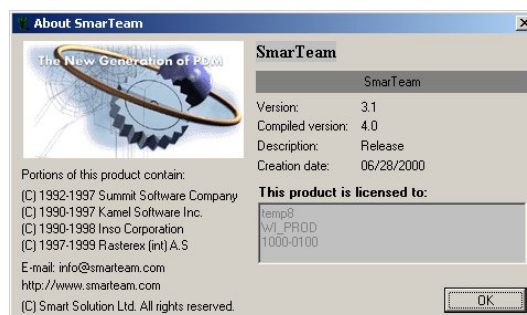 About SmarTeam
The New Generation of PDM
SmarTeam
SmarTeam
Version: 3.1
Compiled version: 4.0
Description: Release
Creation date: 06/28/2000
This product is licensed to:
temp8
WI_PROD
1000-0100
Portions of this product contain:
(C) 1992-1997 Summit Software Company
(C) 1990-1997 Kamel Software Inc.
(C) 1990-1998 Inso Corporation
(C) 1997-1999 Rasterex (int) A.S
E-mail: info@smarteam.com
http://www.smarteam.com
(C) Smart Solution Ltd. All rights reserved.
OK